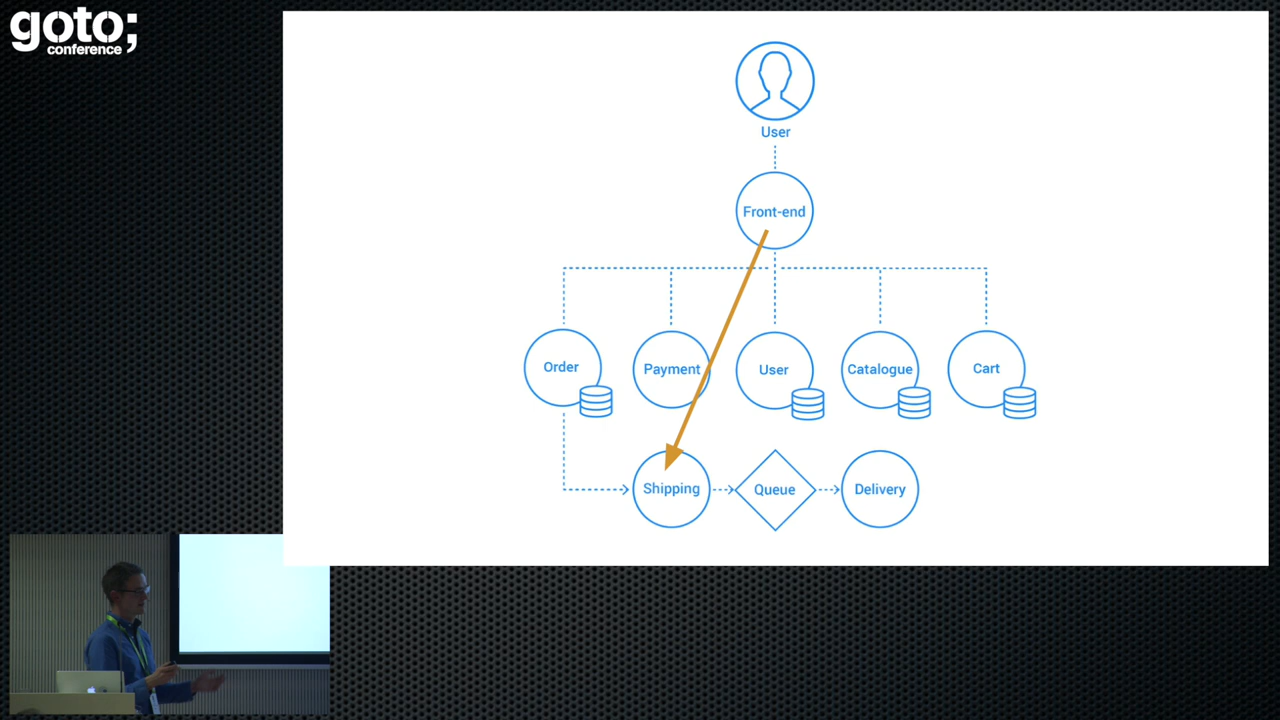 goto;
conference
User
Front-end
Order
Payment
User
Catalogue
Cart
Shipping
Queue
Delivery